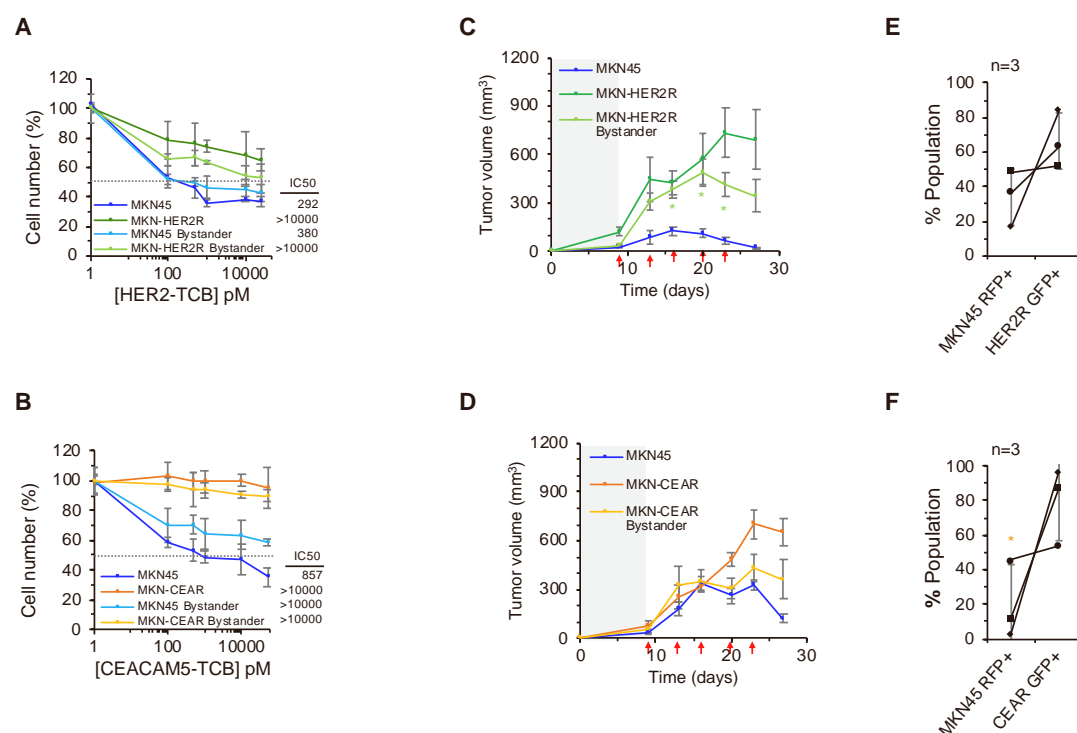 A
Cell number (%)
120
100
80
60
40
20
0
1
100
10000
[HER2-TCB] pM
MKN45
MKN-HER2R
MKN45 Bystander
MKN-HER2R Bystander
IC50
292
>10000
380
>10000
B
Cell number (%)
120
100
80
60
40
20
0
1
100
10000
[CEACAM5-TCB] pM
MKN45
MKN-CEAR
MKN45 Bystander
MKN-CEAR Bystander
IC50
857
>10000
>10000
>10000
C
Tumor volume (mm³)
1200
900
600
300
0
0
10
20
30
Time (days)
MKN45
MKN-HER2R
MKN-HER2R
Bystander
* * *
D
Tumor volume (mm³)
1200
900
600
300
0
0
10
20
30
Time (days)
MKN45
MKN-CEAR
MKN-CEAR
Bystander
E
n=3
% Population
100
80
60
40
20
0
MKN45 RFP+
HER2R GFP+
F
n=3
% Population
100
80
60
40
20
0
*
MKN45 RFP+
CEAR GFP+